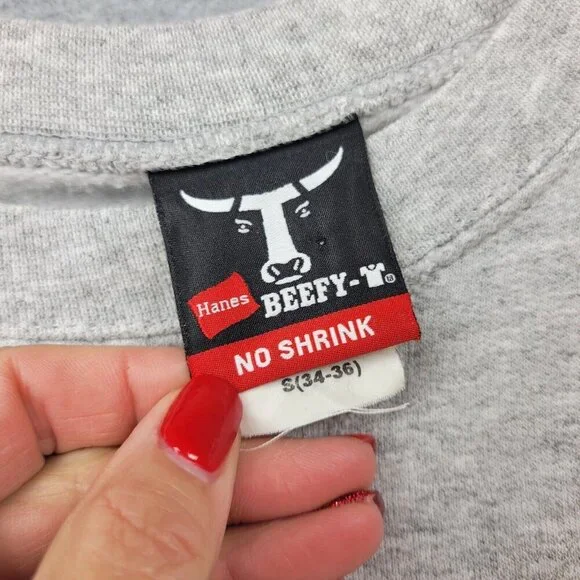 Hanes BEEFY-T®
NO SHRINK
S(34-36)